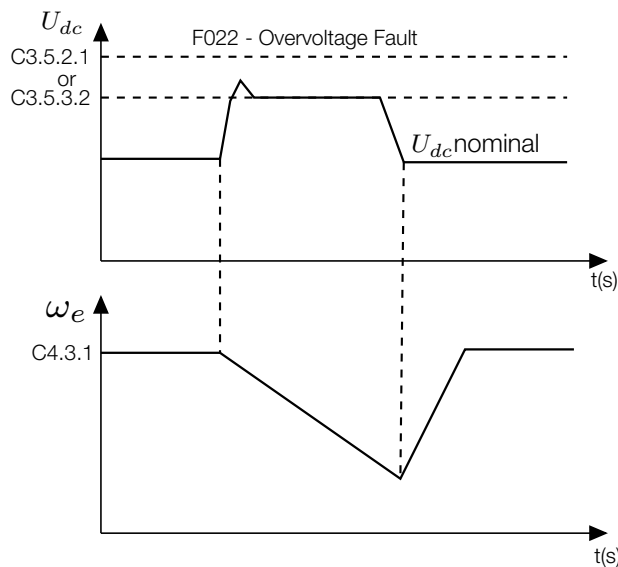 U_dc
F022 - Overvoltage Fault
C3.5.2.1
or
C3.5.3.2
U_dc nominal
t(s)
ω_e
C4.3.1
t(s)